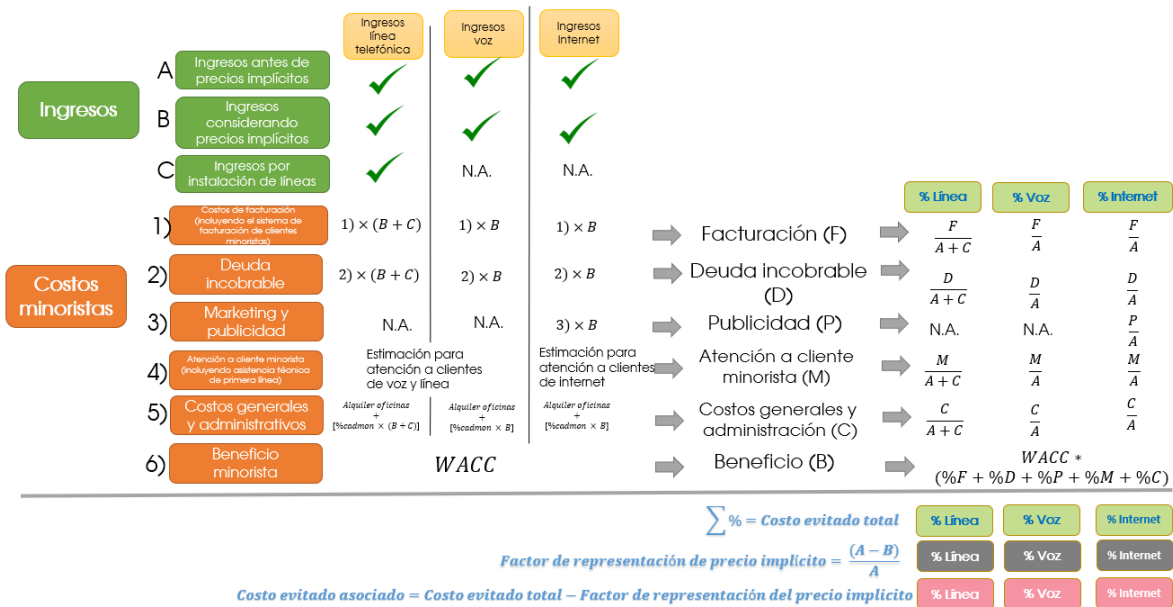 Ingresos
línea
telefónica
Ingresos
voz
Ingresos
Internet
Ingresos
A
Ingresos antes de
precios implícitos
B
Ingresos
considerando
precios implícitos
C
Ingresos por
instalación de líneas
N.A.
N.A.
% Línea
% Voz
% Internet
Costos
minoristas
1)
Costos de facturación
(incluyendo el sistema de
facturación de clientes
minoristas)
1) × (B + C)
1) × B
1) × B
Facturación (F)
F
A + C
F
A
F
A
2)
Deuda
incobrable
2) × (B + C)
2) × B
2) × B
Deuda incobrable
(D)
D
A + C
D
A
D
A
3)
Marketing y
publicidad
N.A.
N.A.
3) × B
Publicidad (P)
N.A.
N.A.
P
A
4)
Atención a cliente minorista
(incluyendo asistencia técnica
de primera línea)
Estimación para
atención a clientes
de voz y línea
Estimación para
atención a clientes
de internet
Atención a cliente
minorista (M)
M
A + C
M
A
M
A
5)
Costos generales
y administrativos
Alquiler oficinas
+
[%cadmon × (B + C)]
Alquiler oficinas
+
[%cadmon × B]
Alquiler oficinas
+
[%cadmon × B]
Costos generales y
administración (C)
C
A + C
C
A
C
A
6)
Beneficio
minorista
WACC
Beneficio (B)
WACC *
(%F + %D + %P + %M + %C)
∑ % = Costo evitado total
% Línea
% Voz
% Internet
Factor de representación de precio implícito = (A − B)
A
% Línea
% Voz
% Internet
Costo evitado asociado = Costo evitado total − Factor de representación del precio implicito
% Línea
% Voz
% Internet